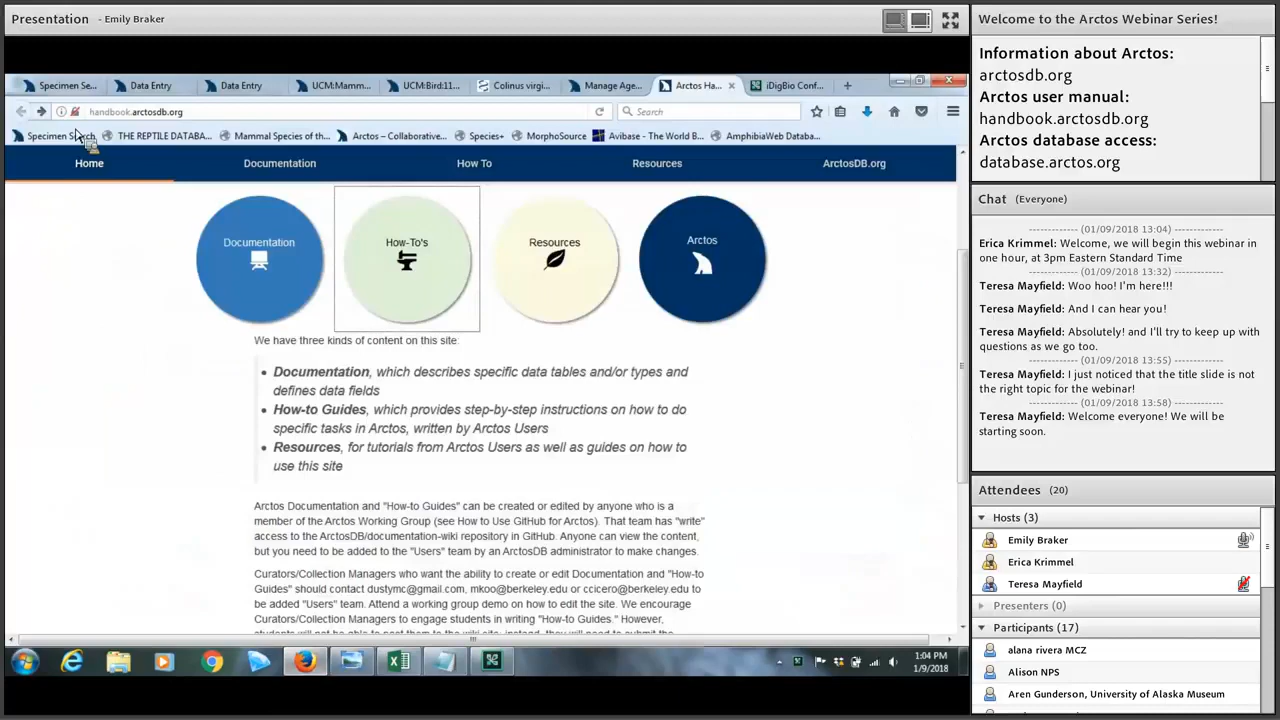 Presentation - Emily Braker
Specimen Se...
Data Entry
Data Entry
UCM:Mamm...
UCM:Bird:11...
Colinus virgi...
Manage Age...
Arctos Ha...
iDigBio Conf...
handbook.arctosdb.org
Search
Specimen Search
THE REPTILE DATABA...
Mammal Species of th...
Arctos – Collaborative...
Species+
MorphoSource
Avibase - The World B...
AmphibiaWeb Databa...
Home
Documentation
How To
Resources
ArctosDB.org
Documentation
How-To's
Resources
Arctos
We have three kinds of content on this site:
• Documentation, which describes specific data tables and/or types and
defines data fields
• How-to Guides, which provides step-by-step instructions on how to do
specific tasks in Arctos, written by Arctos Users
• Resources, for tutorials from Arctos Users as well as guides on how to
use this site
Arctos Documentation and "How-to Guides" can be created or edited by anyone who is a
member of the Arctos Working Group (see How to Use GitHub for Arctos). That team has "write"
access to the ArctosDB/documentation-wiki repository in GitHub. Anyone can view the content,
but you need to be added to the "Users" team by an ArctosDB administrator to make changes.
Curators/Collection Managers who want the ability to create or edit Documentation and "How-to
Guides" should contact dustymc@gmail.com, mkoo@berkeley.edu or ccicero@berkeley.edu to
be added "Users" team. Attend a working group demo on how to edit the site. We encourage
Curators/Collection Managers to engage students in writing "How-to Guides." However,
1:04 PM
1/9/2018
Welcome to the Arctos Webinar Series!
Information about Arctos:
arctosdb.org
Arctos user manual:
handbook.arctosdb.org
Arctos database access:
database.arctos.org
Chat (Everyone)
------------- (01/09/2018 13:04) -------------
Erica Krimmel: Welcome, we will begin this webinar in
one hour, at 3pm Eastern Standard Time
------------- (01/09/2018 13:32) -------------
Teresa Mayfield: Woo hoo! I'm here!!!
Teresa Mayfield: And I can hear you!
Teresa Mayfield: Absolutely! and I'll try to keep up with
questions as we go too.
------------- (01/09/2018 13:55) -------------
Teresa Mayfield: I just noticed that the title slide is not
the right topic for the webinar!
------------- (01/09/2018 13:58) -------------
Teresa Mayfield: Welcome everyone! We will be
starting soon.
Attendees (20)
Hosts (3)
Emily Braker
Erica Krimmel
Teresa Mayfield
Presenters (0)
Participants (17)
alana rivera MCZ
Alison NPS
Aren Gunderson, University of Alaska Museum